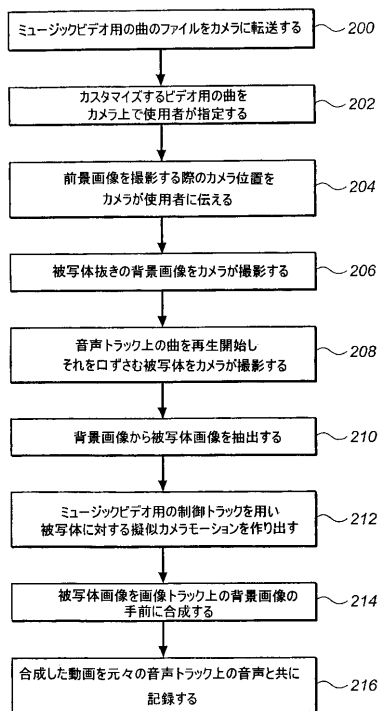 ミュージックビデオ用の曲のファイルをカメラに転送する
200
カスタマイズするビデオ用の曲を
カメラ上で使用者が指定する
202
前景画像を撮影する際のカメラ位置を
カメラが使用者に伝える
204
被写体抜きの背景画像をカメラが撮影する
206
音声トラック上の曲を再生開始し
それを口ずさむ被写体をカメラが撮影する
208
背景画像から被写体画像を抽出する
210
ミュージックビデオ用の制御トラックを用い
被写体に対する擬似カメラモーションを作り出す
212
被写体画像を画像トラック上の背景画像の
手前に合成する
214
合成した動画を元々の音声トラック上の音声と共に
記録する
216